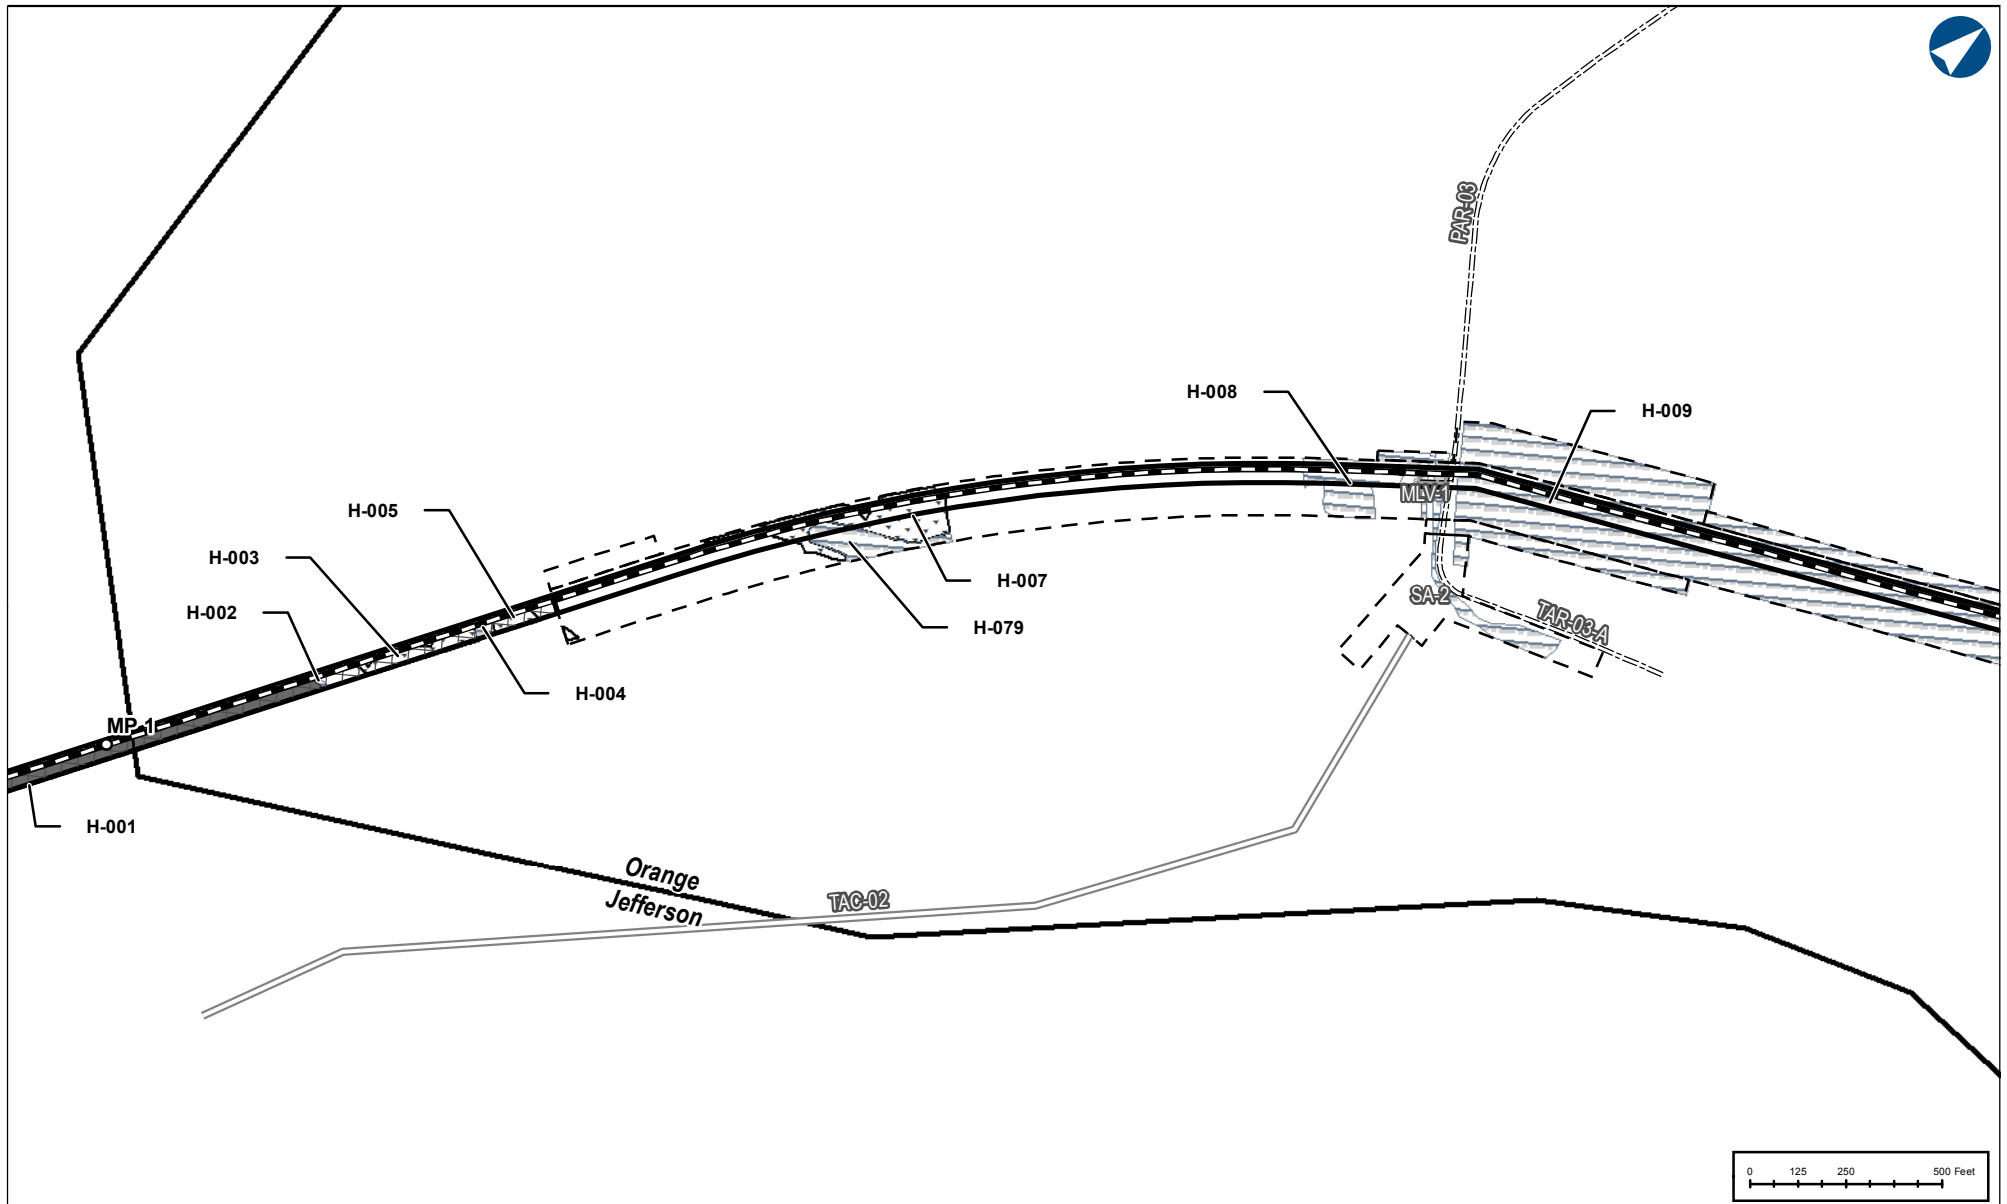 PAR-03
H-008
H-009
MLV-1
H-005
H-003
H-007
H-002
SA-2
TAR-03-A
H-079
H-004
MP 1
H-001
Orange
Jefferson
TAC-02
0 125 250 500 Feet